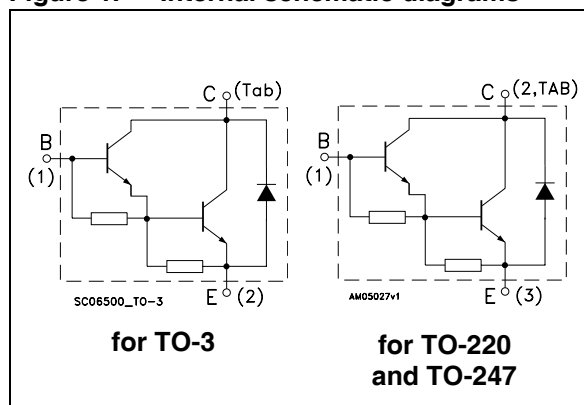 Figure 1. Internal schematic diagrams
C (Tab)
B
(1)
E (2)
SC06500_TO-3
for TO-3
C (2,TAB)
B
(1)
E (3)
AM05027v1
for TO-220
and TO-247